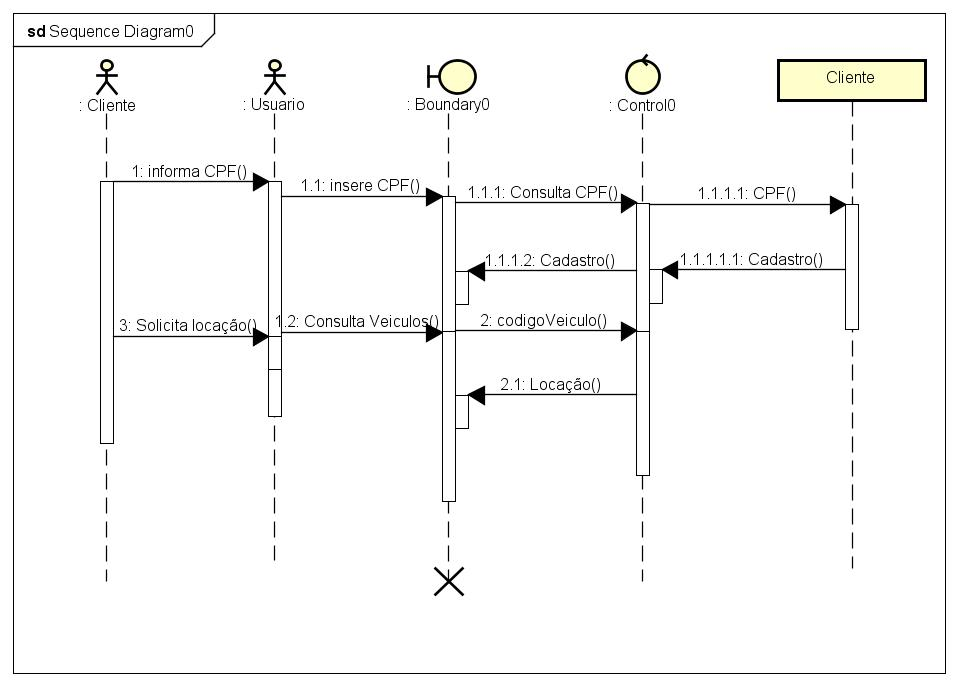 sd Sequence Diagram0
: Cliente
: Usuario
: Boundary0
: Control0
Cliente
1: informa CPF()
1.1: insere CPF()
1.1.1: Consulta CPF()
1.1.1.1: CPF()
1.1.1.2: Cadastro()
1.1.1.1.1: Cadastro()
3: Solicita locação()
1.2: Consulta Veiculos()
2: codigoVeiculo()
2.1: Locação()